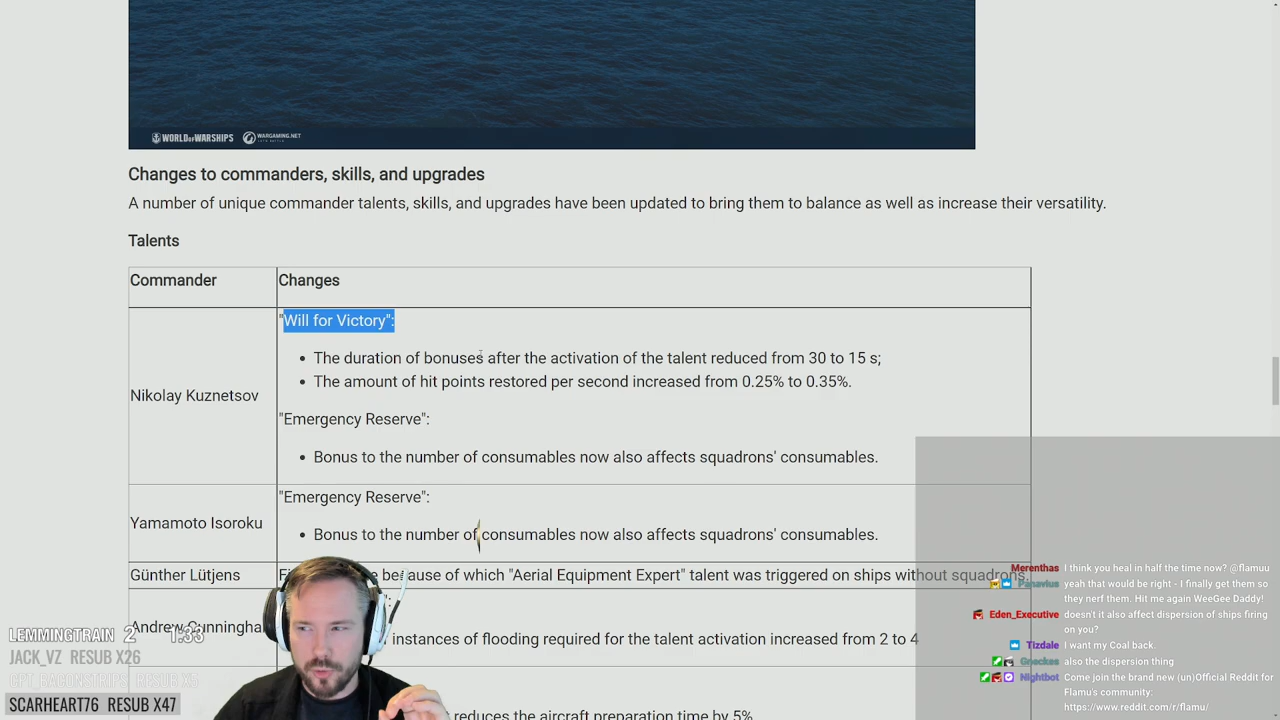 WORLD OF WARSHIPS WARGAMING.NET
Changes to commanders, skills, and upgrades
A number of unique commander talents, skills, and upgrades have been updated to bring them to balance as well as increase their versatility.
Talents
Commander Changes
"Will for Victory":
The duration of bonuses after the activation of the talent reduced from 30 to 15 s;
The amount of hit points restored per second increased from 0.25% to 0.35%.
Nikolay Kuznetsov
"Emergency Reserve":
Bonus to the number of consumables now also affects squadrons' consumables.
"Emergency Reserve":
Yamamoto Isoroku
Bonus to the number of consumables now also affects squadrons' consumables.
Günther Lütjens because of which "Aerial Equipment Expert" talent was triggered on ships without squadrons.
Andrew Cunningha
instances of flooding required for the talent activation increased from 2 to 4
reduces the aircraft preparation time by 5%
LEMMINGTRAIN 2 1:33
JACK_VZ RESUB X26
SCARHEART76 RESUB X47
Merenthas I think you heal in half the time now? @flamuu
Panavius yeah that would be right - I finally get them so
they nerf them. Hit me again WeeGee Daddy!
Eden_Executive doesn't it also affect dispersion of ships firing
on you?
Tizdale I want my Coal back.
Gneckes also the dispersion thing
Nightbot Come join the brand new (un)Official Reddit for
Flamu's community:
https://www.reddit.com/r/flamu/